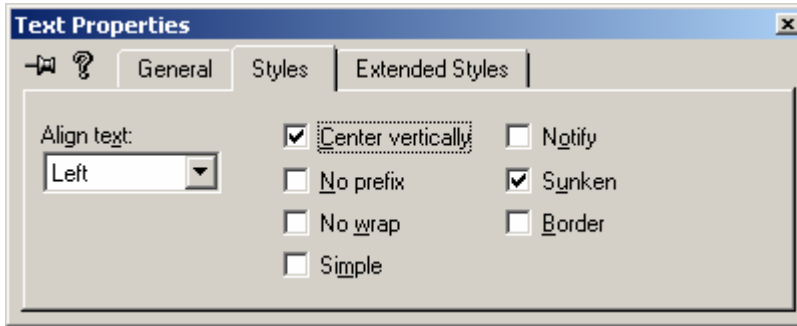 Text Properties
General Styles Extended Styles
Align text:
Left
Center vertically
No prefix
No wrap
Simple
Notify
Sunken
Border